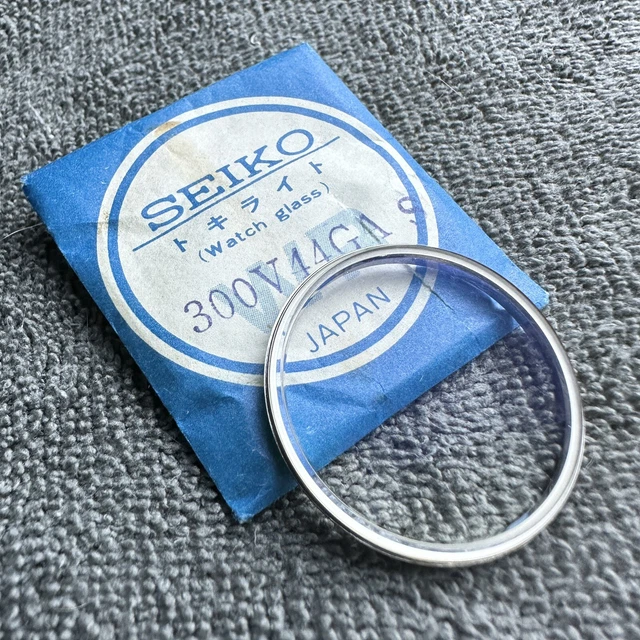 SEIKO
トキライト
(Watch glass)
300V44GA S
JAPAN